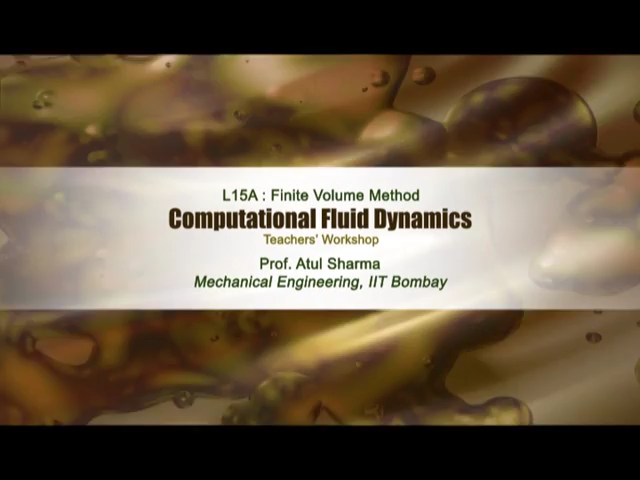 L15A : Finite Volume Method
Computational Fluid Dynamics
Teachers' Workshop
Prof. Atul Sharma
Mechanical Engineering, IIT Bombay